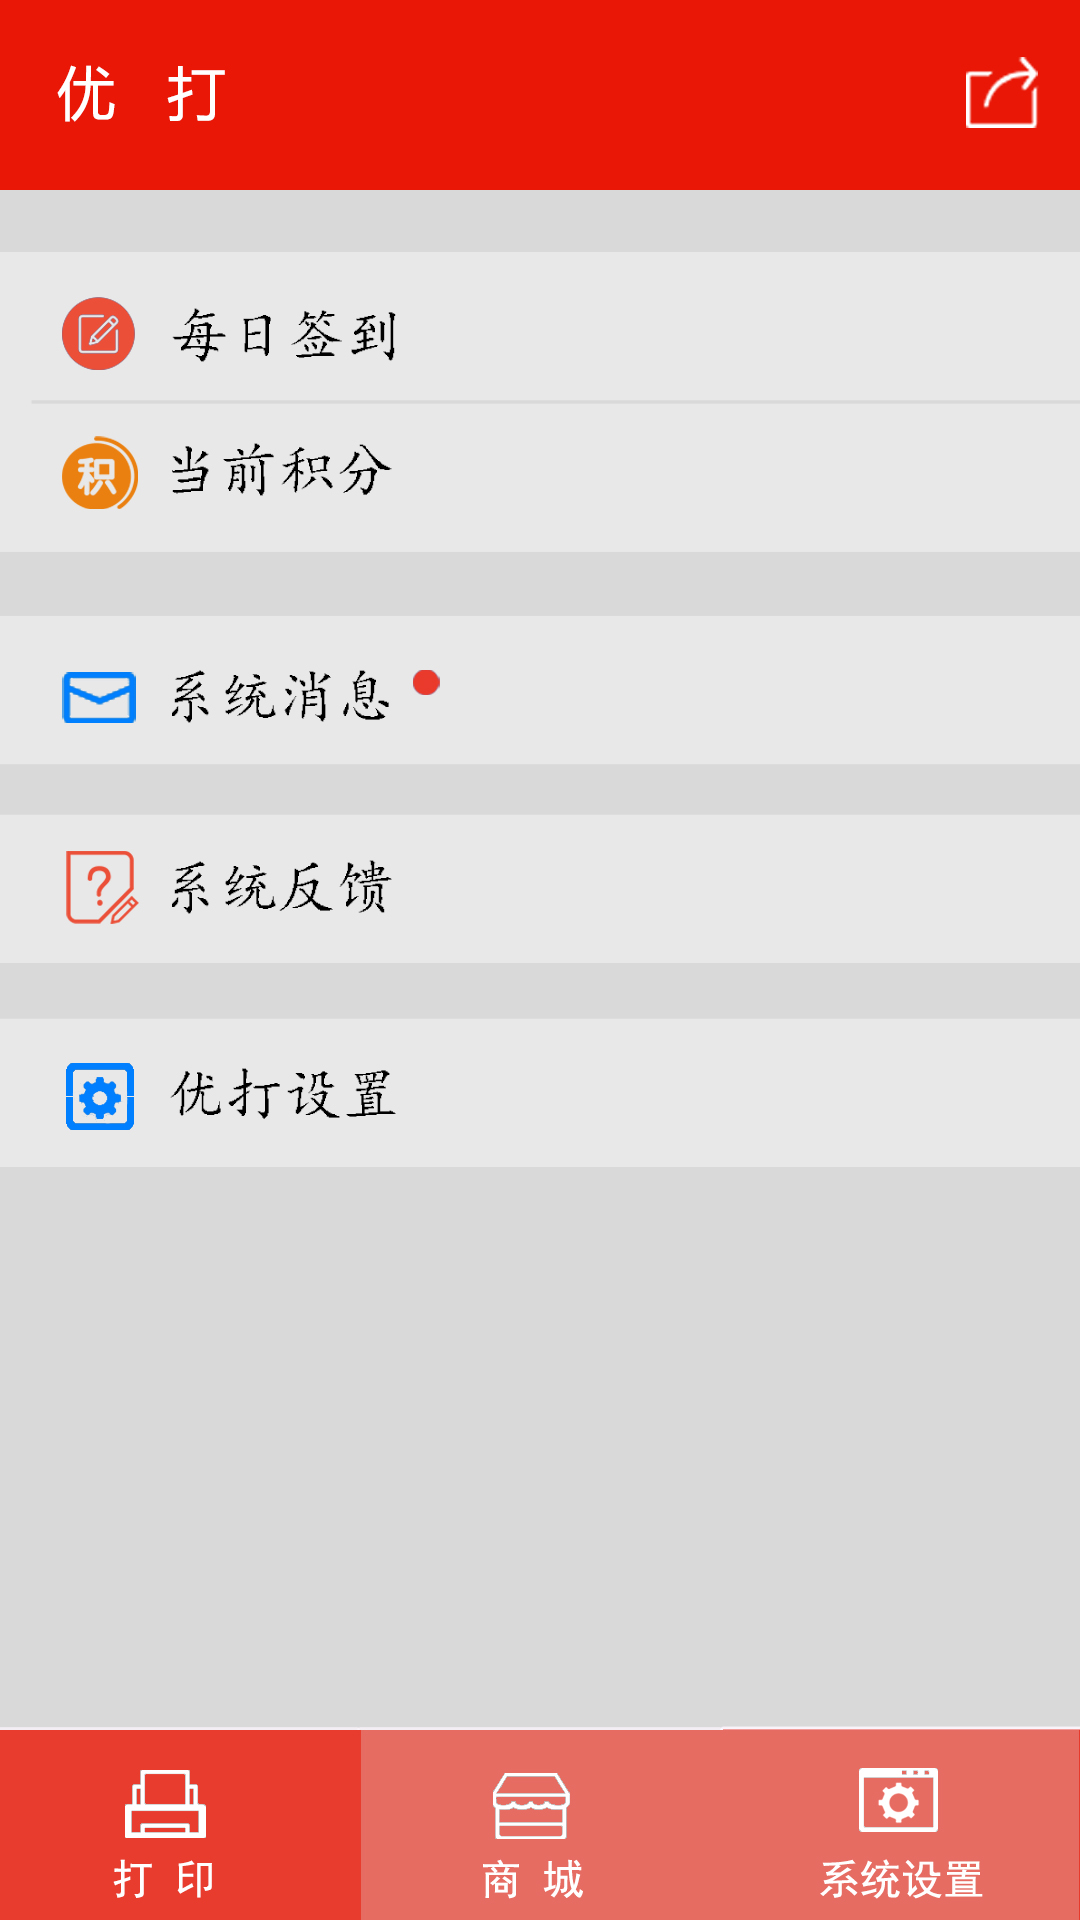 优 打
每日签到
积 当前积分
系统消息
? 系统反馈
优打设置
打 印 商 城 系统设置